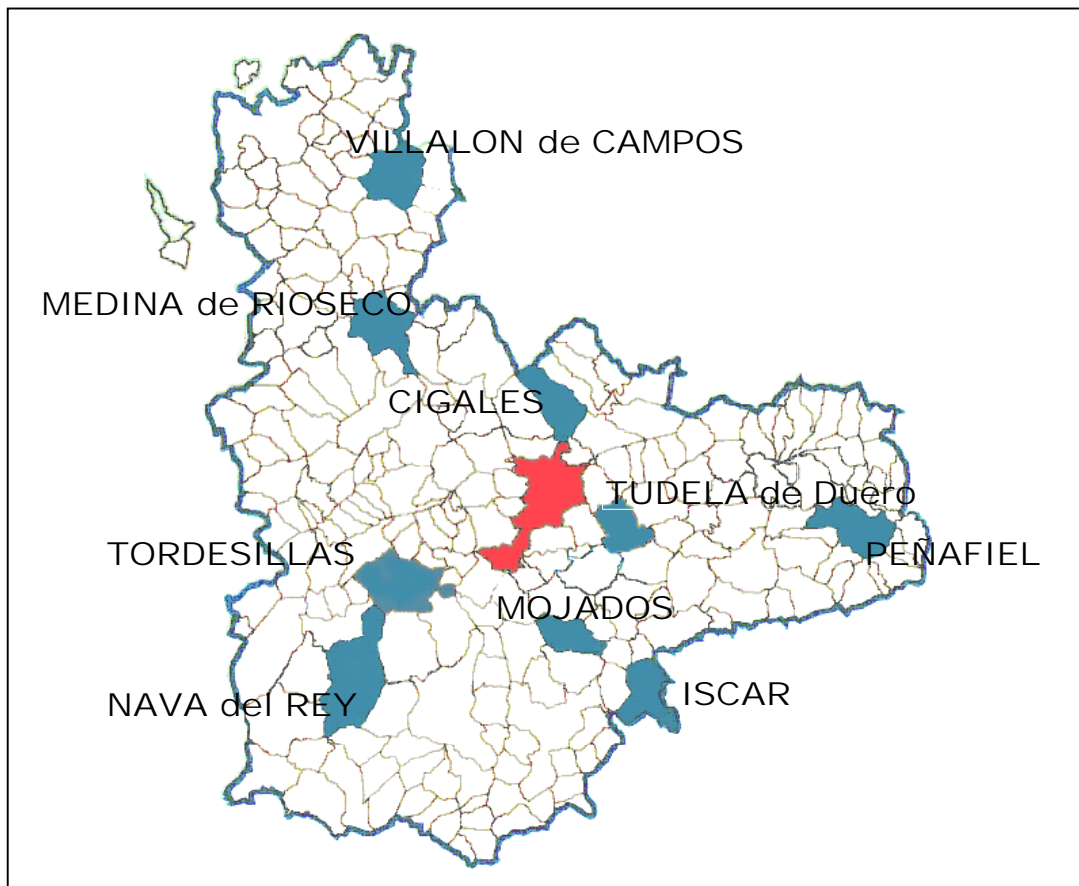 VILLALON de CAMPOS
MEDINA de RIOSECO
CIGALES
TUDELA de Duero
TORDESILLAS
PEÑAFIEL
MOJADOS
NAVA del REY
ISCAR